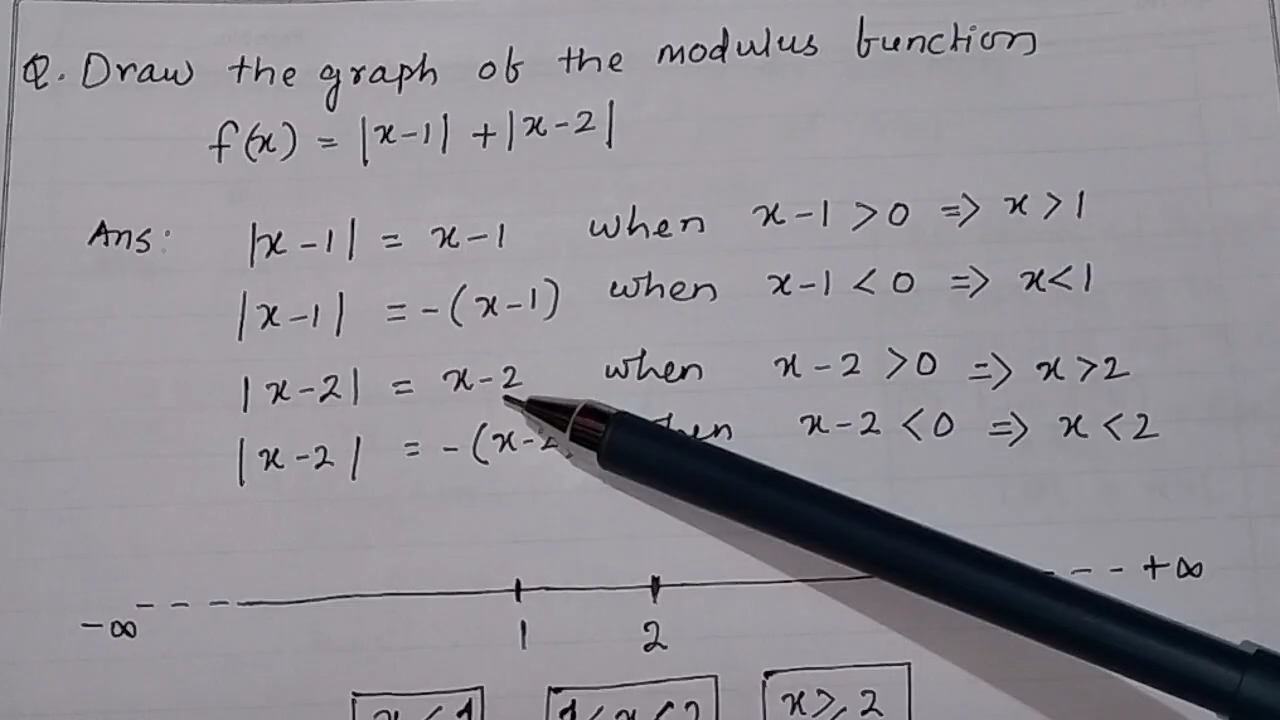 Q. Draw the graph of the modulus function
f(x) = |x-1| + |x-2|
Ans: |x-1| = x-1 when x-1 >0 => x>1
|x-1| = -(x-1) when x-1 <0 => x<1
|x-2| = x-2 when x-2 >0 => x>2
|x-2| = -(x-2 x-2 <0 => x<2
-∞ - - - - - - +∞
1 2
x≥2